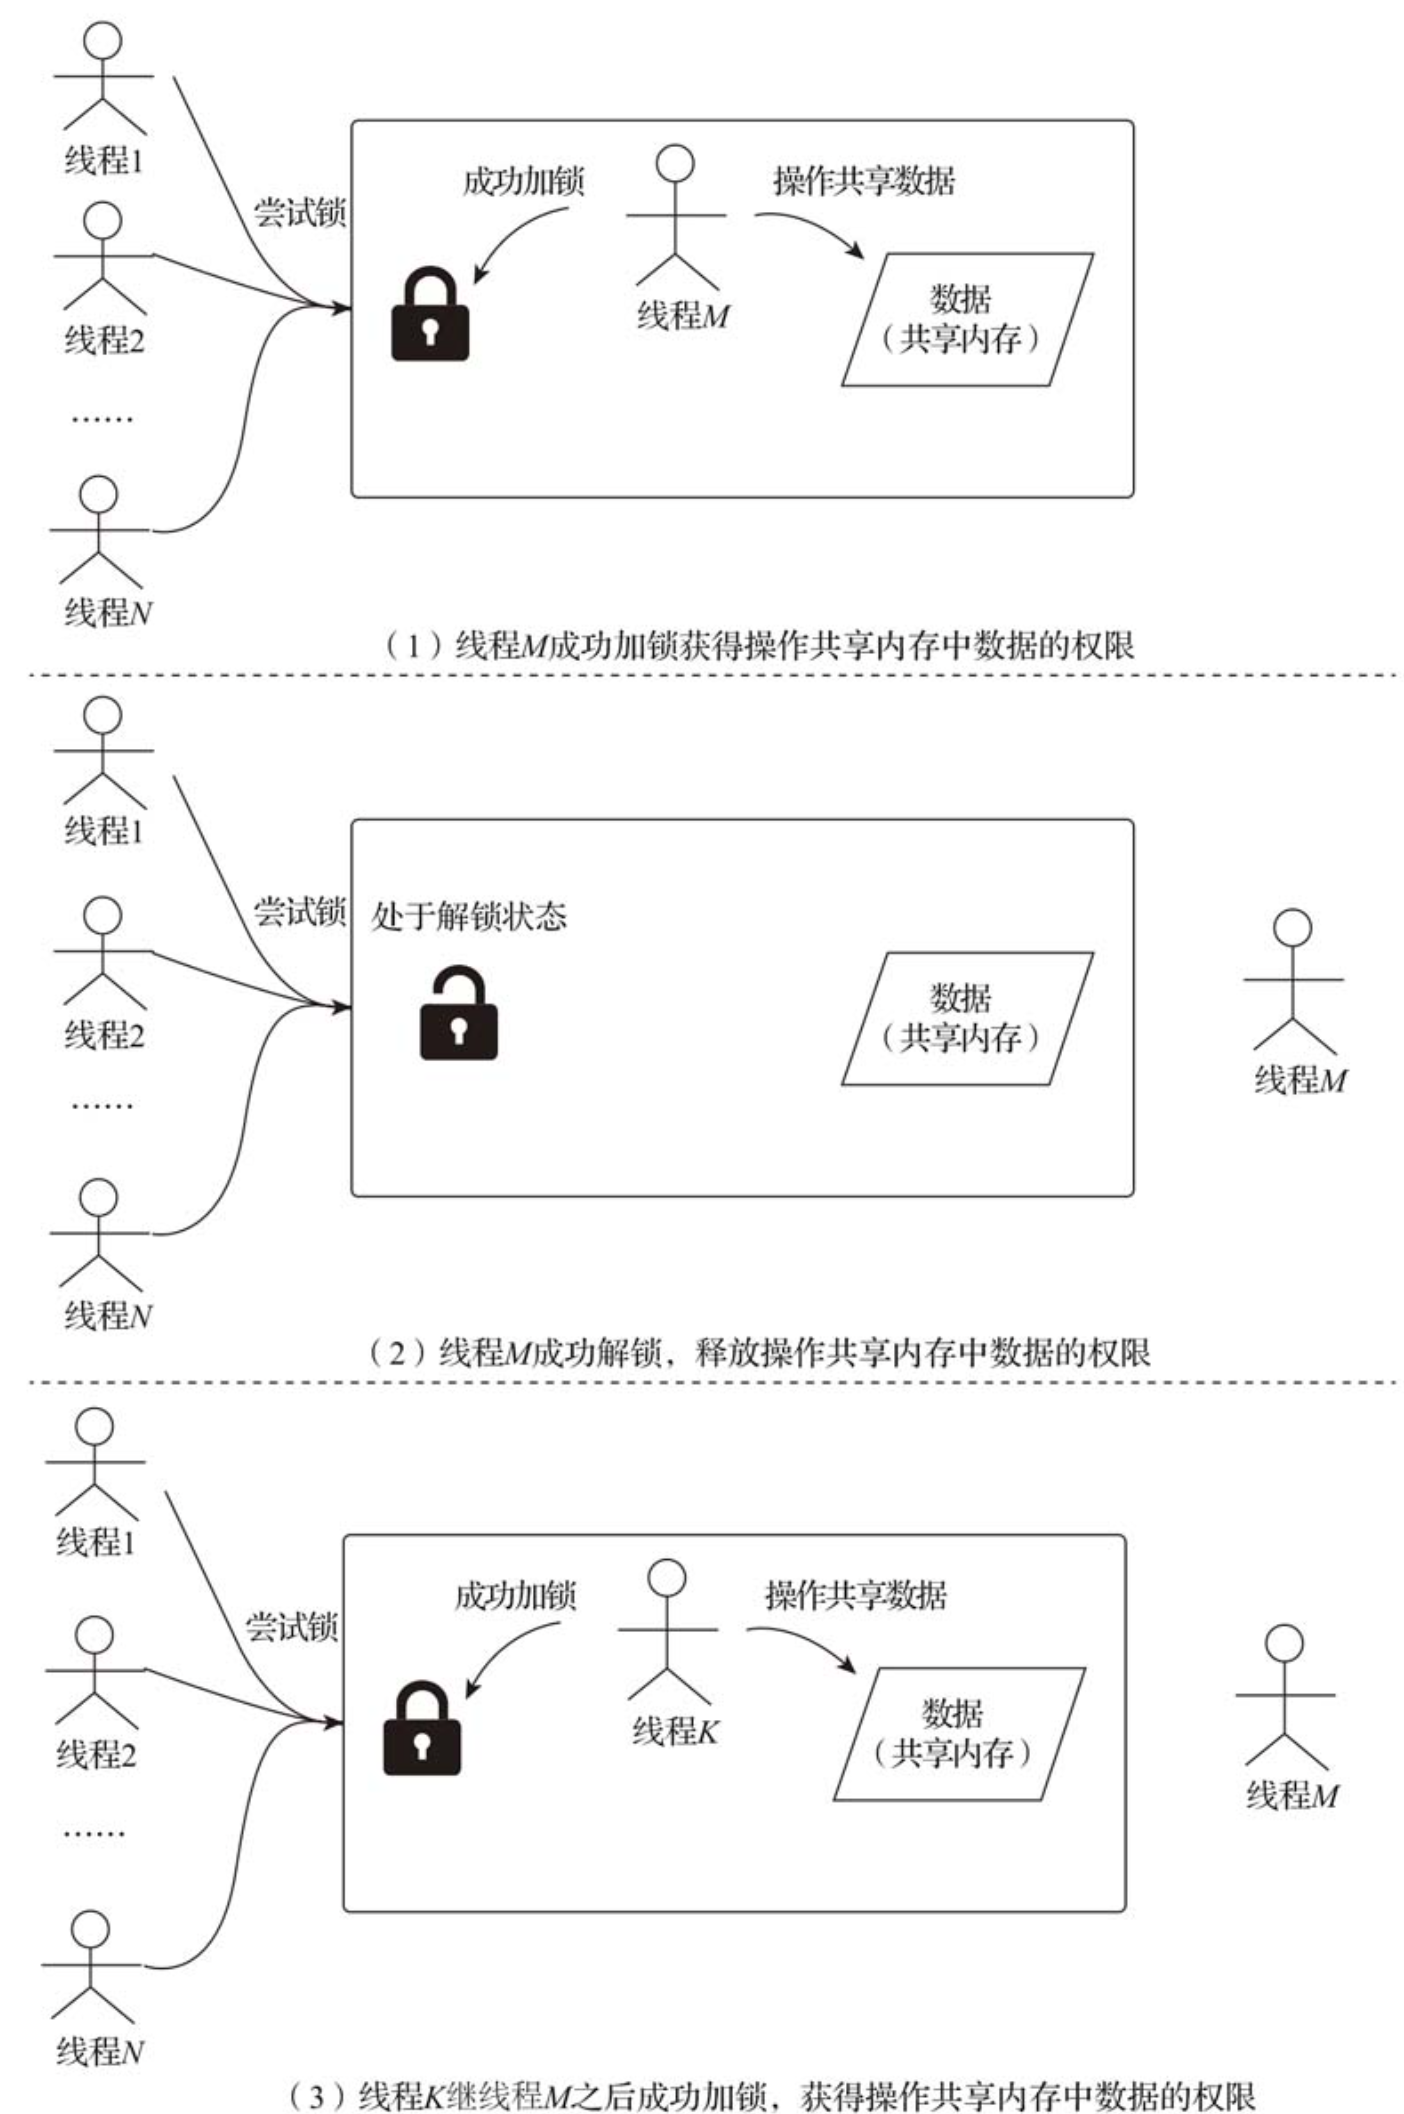 线程1
尝试锁
成功加锁
操作共享数据
线程2
线程M
数据
（共享内存）
……
线程N
（1）线程M成功加锁获得操作共享内存中数据的权限
线程1
尝试锁
处于解锁状态
线程2
数据
（共享内存）
线程M
……
线程N
（2）线程M成功解锁，释放操作共享内存中数据的权限
线程1
尝试锁
成功加锁
操作共享数据
线程2
线程K
数据
（共享内存）
线程M
……
线程N
（3）线程K继线程M之后成功加锁，获得操作共享内存中数据的权限